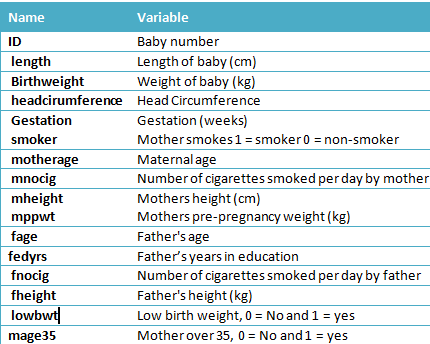 Name Variable
ID Baby number
length Length of baby (cm)
Birthweight Weight of baby (kg)
headcirumference Head Circumference
Gestation Gestation (weeks)
smoker Mother smokes 1 = smoker 0 = non-smoker
motherage Maternal age
mnocig Number of cigarettes smoked per day by mother
mheight Mothers height (cm)
mppwt Mothers pre-pregnancy weight (kg)
fage Father's age
fedyrs Father’s years in education
fnocig Number of cigarettes smoked per day by father
fheight Father's height (kg)
lowbwt Low birth weight, 0 = No and 1 = yes
mage35 Mother over 35, 0 = No and 1 = yes